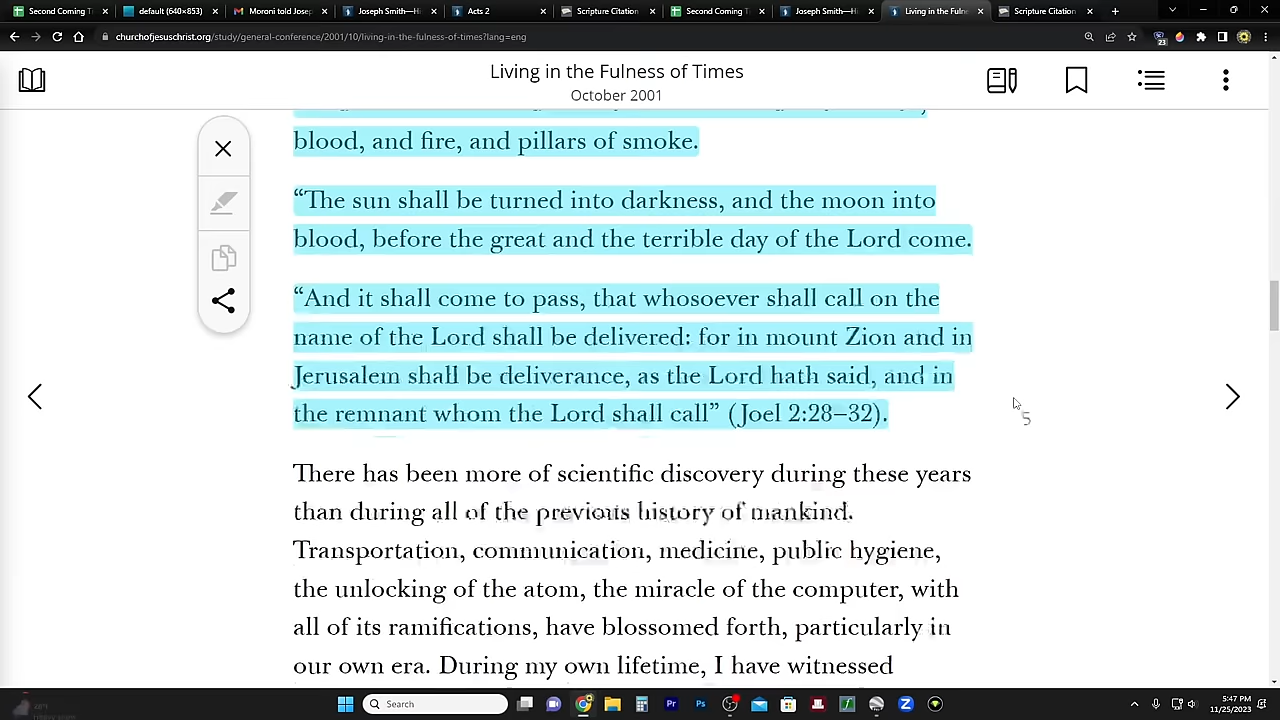 Second Coming Ti
default (640×853)
Moroni told Josep
Joseph Smith—Hi
Acts 2
Scripture Citation
Second Coming T
Joseph Smith—H
Living in the Fulne
Scripture Citation
churchofjesuschrist.org/study/general-conference/2001/10/living-in-the-fulness-of-times?lang=eng
23
Living in the Fulness of Times
October 2001
blood, and fire, and pillars of smoke.
“The sun shall be turned into darkness, and the moon into
blood, before the great and the terrible day of the Lord come.
“And it shall come to pass, that whosoever shall call on the
name of the Lord shall be delivered: for in mount Zion and in
Jerusalem shall be deliverance, as the Lord hath said, and in
the remnant whom the Lord shall call” (Joel 2:28–32).
5
There has been more of scientific discovery during these years
than during all of the previous history of mankind.
Transportation, communication, medicine, public hygiene,
the unlocking of the atom, the miracle of the computer, with
all of its ramifications, have blossomed forth, particularly in
our own era. During my own lifetime, I have witnessed
Search
Pr
Ps
Z
5:47 PM
11/25/2023